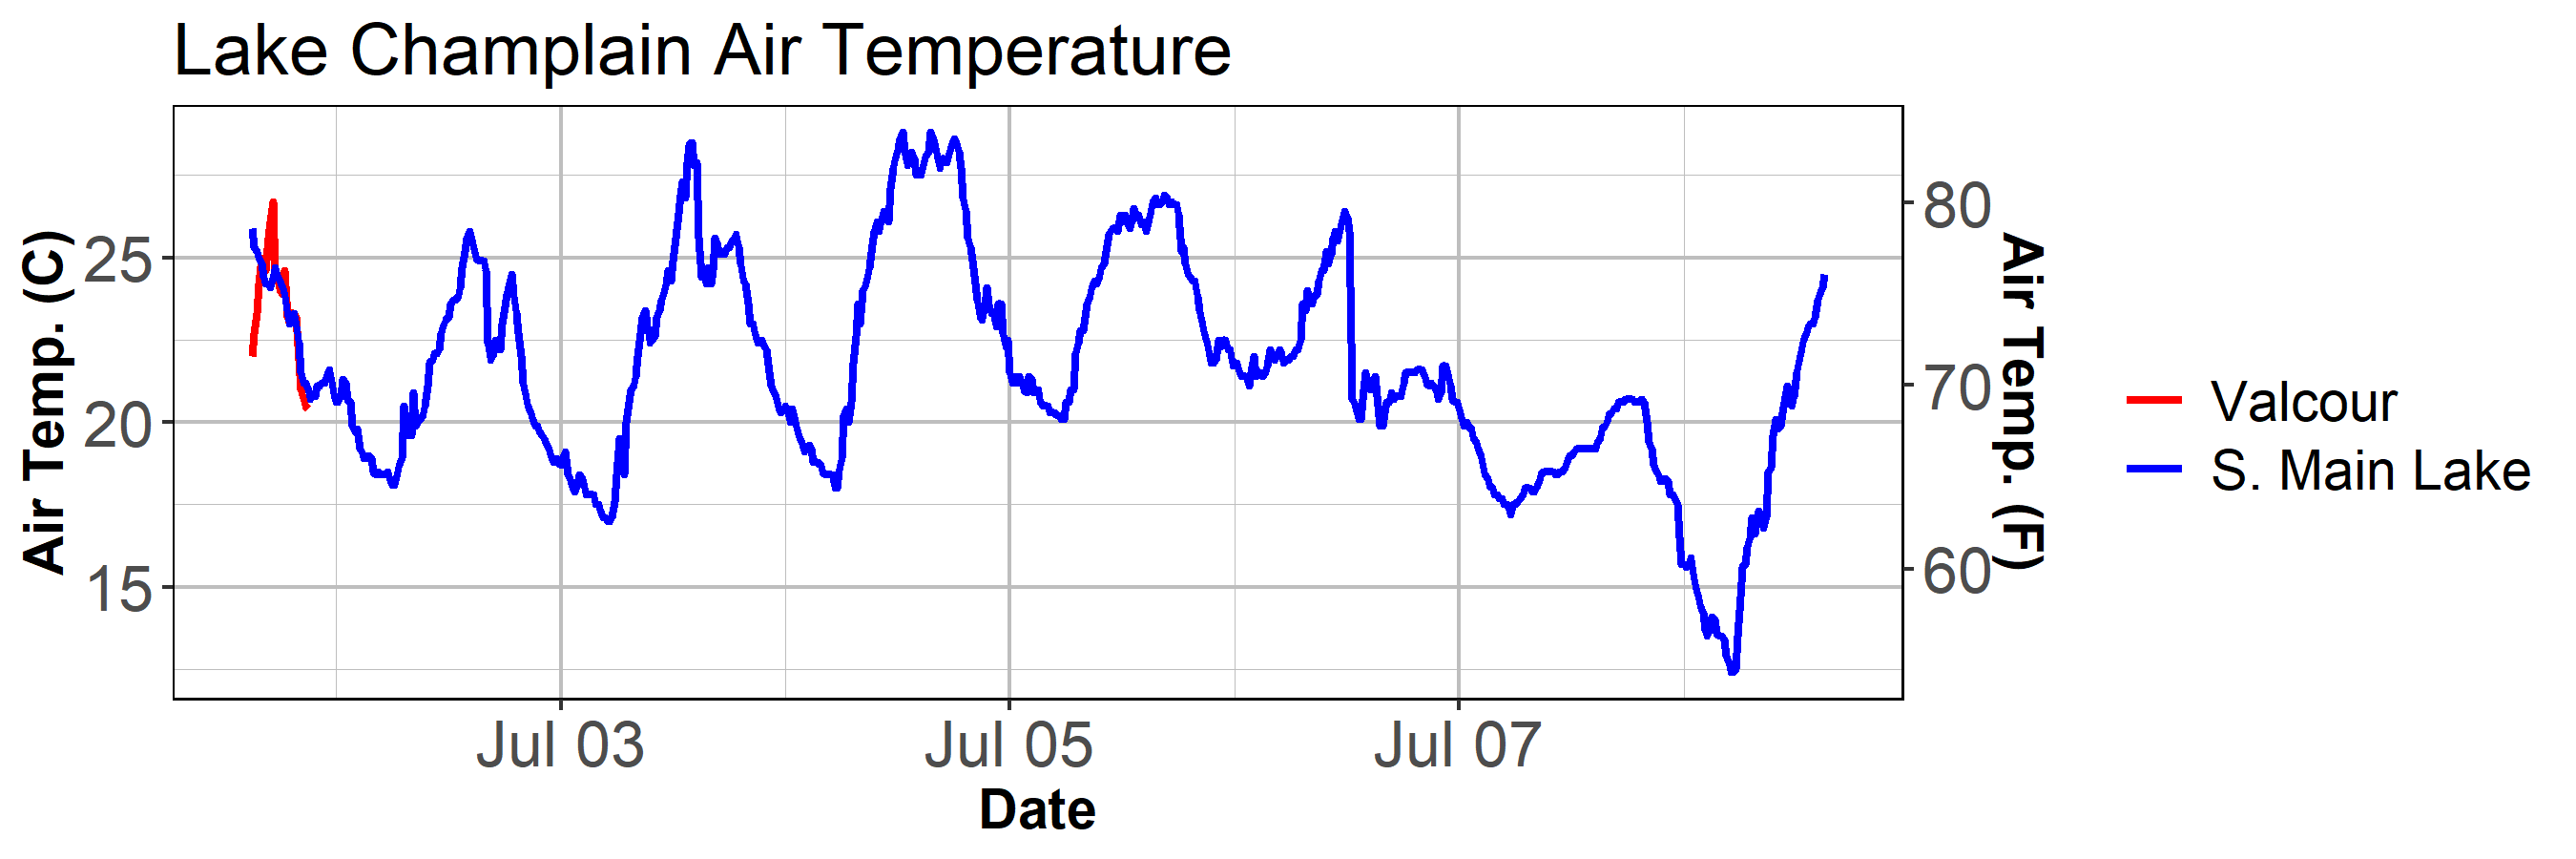 Lake Champlain Air Temperature
Air Temp. (C)
25
20
15
80
70
60
Air Temp. (F)
Jul 03 Jul 05 Jul 07
Date
Valcour
S. Main Lake